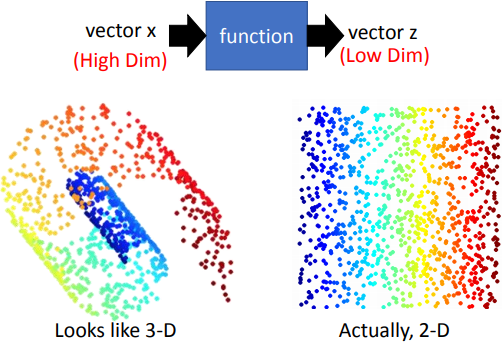 vector x
(High Dim)
function
vector z
(Low Dim)
Looks like 3-D
Actually, 2-D